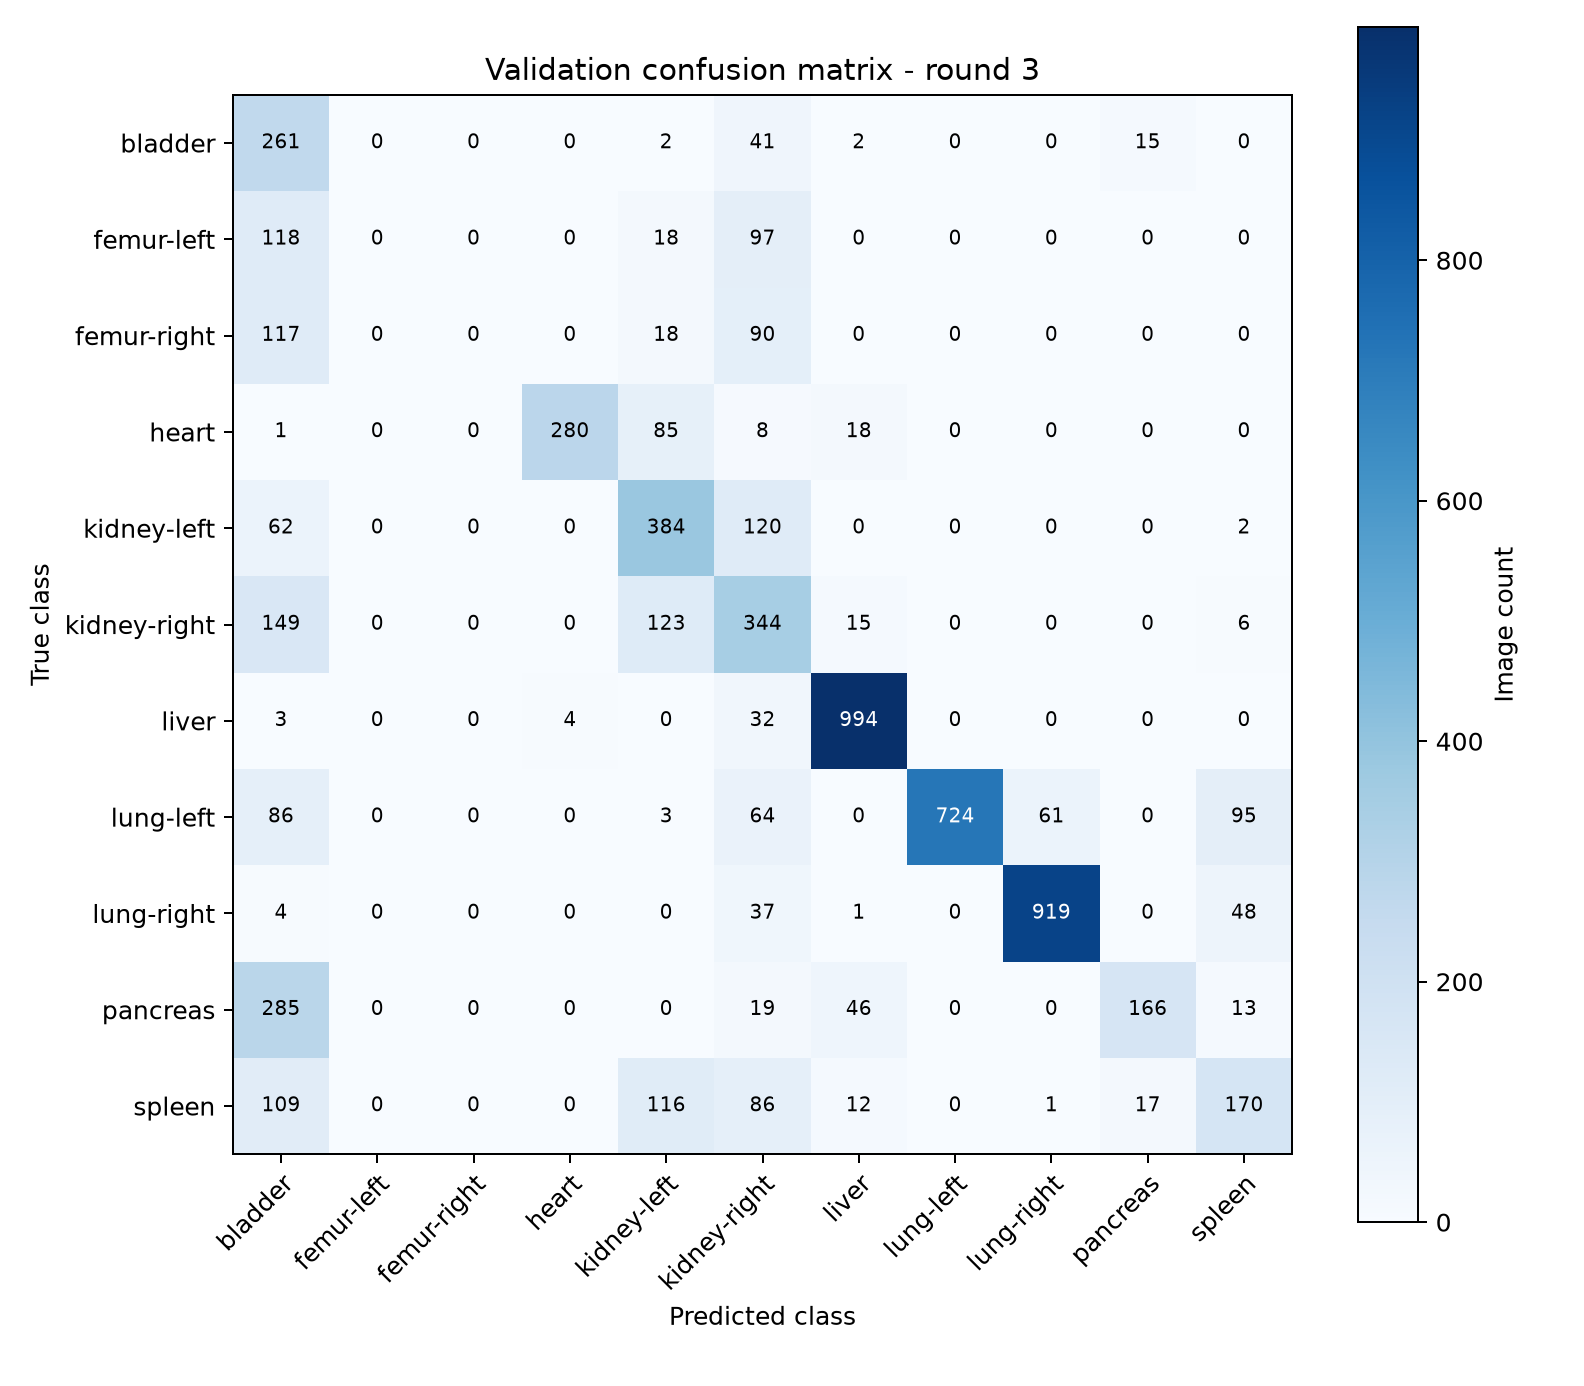 Validation confusion matrix - round 3
bladder 261 0 0 0 2 41 2 0 0 15 0
femur-left 118 0 0 0 18 97 0 0 0 0 0
femur-right 117 0 0 0 18 90 0 0 0 0 0
heart 1 0 0 280 85 8 18 0 0 0 0
kidney-left 62 0 0 0 384 120 0 0 0 0 2
kidney-right 149 0 0 0 123 344 15 0 0 0 6
liver 3 0 0 4 0 32 994 0 0 0 0
lung-left 86 0 0 0 3 64 0 724 61 0 95
lung-right 4 0 0 0 0 37 1 0 919 0 48
pancreas 285 0 0 0 0 19 46 0 0 166 13
spleen 109 0 0 0 116 86 12 0 1 17 170
bladder femur-left femur-right heart kidney-left kidney-right liver lung-left lung-right pancreas spleen
Predicted class
True class
800
600
400
200
0
Image count